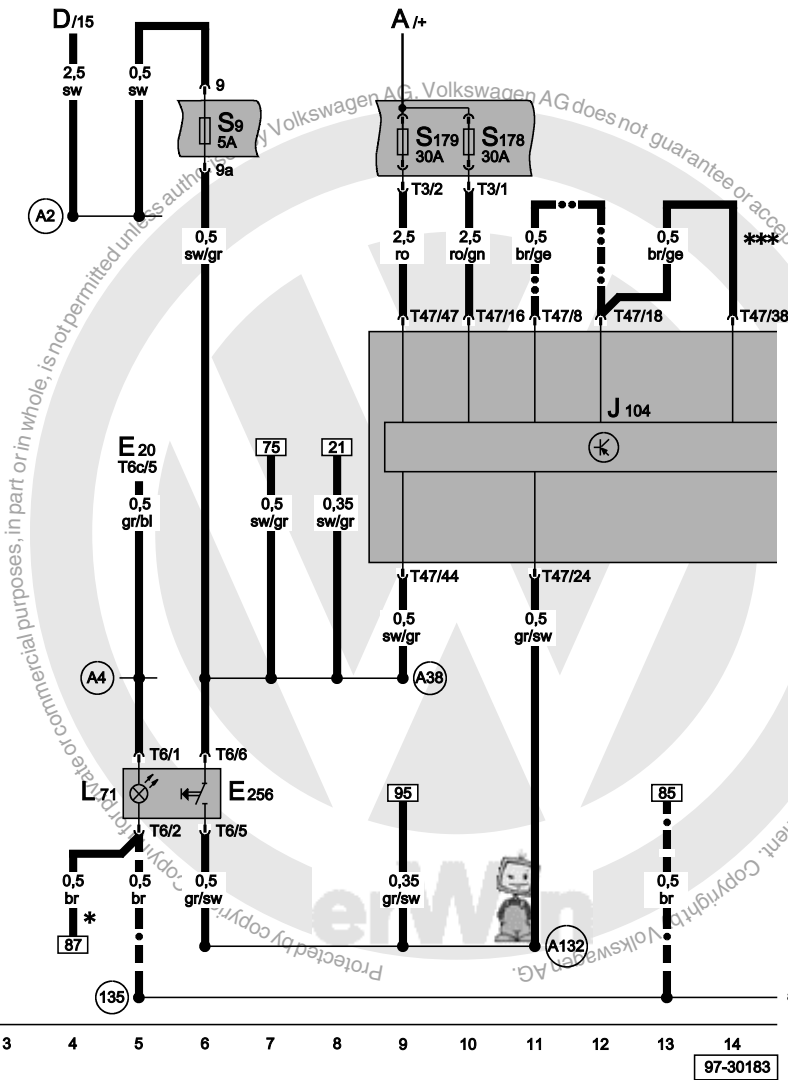 D/15
A/+
2,5
sw
0,5
sw
9
S9
5A
9a
S179
30A
S178
30A
T3/2
T3/1
A2
0,5
sw/gr
2,5
ro
2,5
ro/gn
0,5
br/ge
0,5
br/ge
***
T47/47
T47/16
T47/8
T47/18
T47/38
J 104
E 20
T6c/5
75
21
0,5
gr/bl
0,5
sw/gr
0,35
sw/gr
T47/44
T47/24
0,5
sw/gr
0,5
gr/sw
A4
A38
T6/1
T6/6
L 71
E 256
T6/2
T6/5
95
85
0,5
br
*
0,5
br
0,5
gr/sw
0,35
gr/sw
0,5
br
87
A132
135
3 4 5 6 7 8 9 10 11 12 13 14
97-30183
erWin
Protected by copyright. Copying for private or commercial purposes, in part or in whole, is not permitted unless authorised by Volkswagen AG. Volkswagen AG does not guarantee or accept
Copyright by Volkswagen AG.